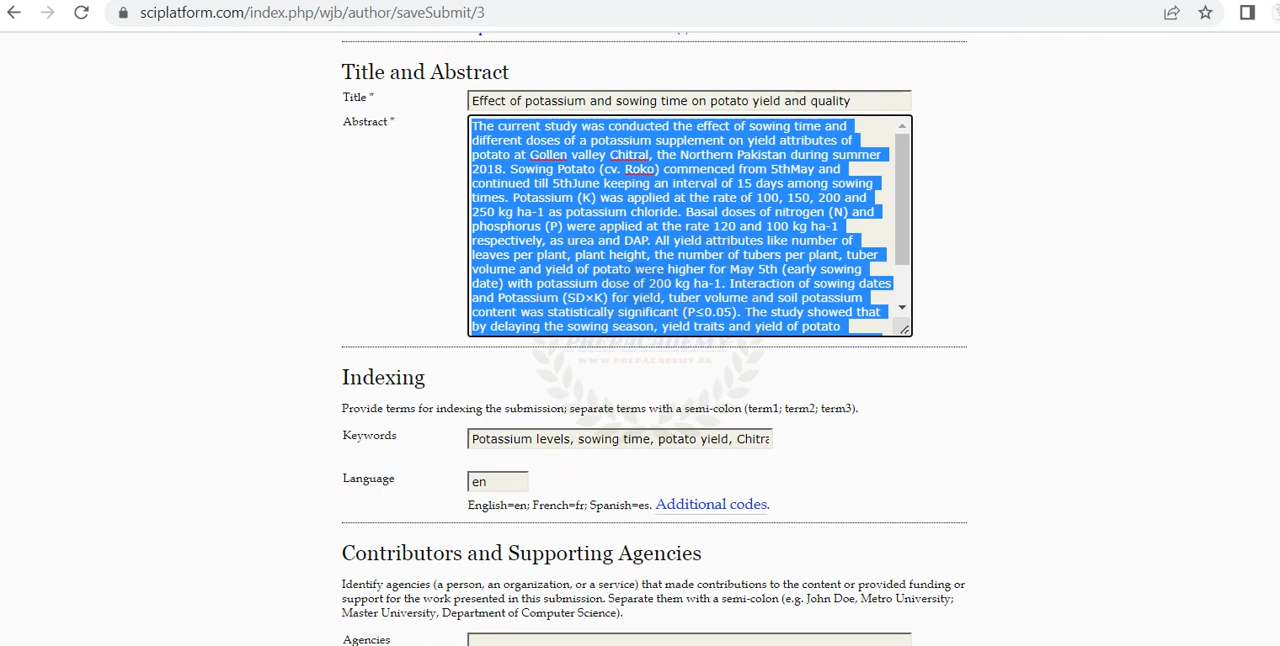 sciplatform.com/index.php/wjb/author/saveSubmit/3
Title and Abstract
Title *
Effect of potassium and sowing time on potato yield and quality
Abstract *
The current study was conducted the effect of sowing time and
different doses of a potassium supplement on yield attributes of
potato at Gollen valley Chitral, the Northern Pakistan during summer
2018. Sowing Potato (cv. Roko) commenced from 5thMay and
continued till 5thJune keeping an interval of 15 days among sowing
times. Potassium (K) was applied at the rate of 100, 150, 200 and
250 kg ha-1 as potassium chloride. Basal doses of nitrogen (N) and
phosphorus (P) were applied at the rate 120 and 100 kg ha-1
respectively, as urea and DAP. All yield attributes like number of
leaves per plant, plant height, the number of tubers per plant, tuber
volume and yield of potato were higher for May 5th (early sowing
date) with potassium dose of 200 kg ha-1. Interaction of sowing dates
and Potassium (SD×K) for yield, tuber volume and soil potassium
content was statistically significant (P≤0.05). The study showed that
by delaying the sowing season, yield traits and yield of potato
PREPACADEMY
WWW.PREPACADEMY.PK
Indexing
Provide terms for indexing the submission; separate terms with a semi-colon (term1; term2; term3).
Keywords
Potassium levels, sowing time, potato yield, Chitra
Language
en
English=en; French=fr; Spanish=es. Additional codes.
Contributors and Supporting Agencies
Identify agencies (a person, an organization, or a service) that made contributions to the content or provided funding or
support for the work presented in this submission. Separate them with a semi-colon (e.g. John Doe, Metro University;
Master University, Department of Computer Science).
Agencies